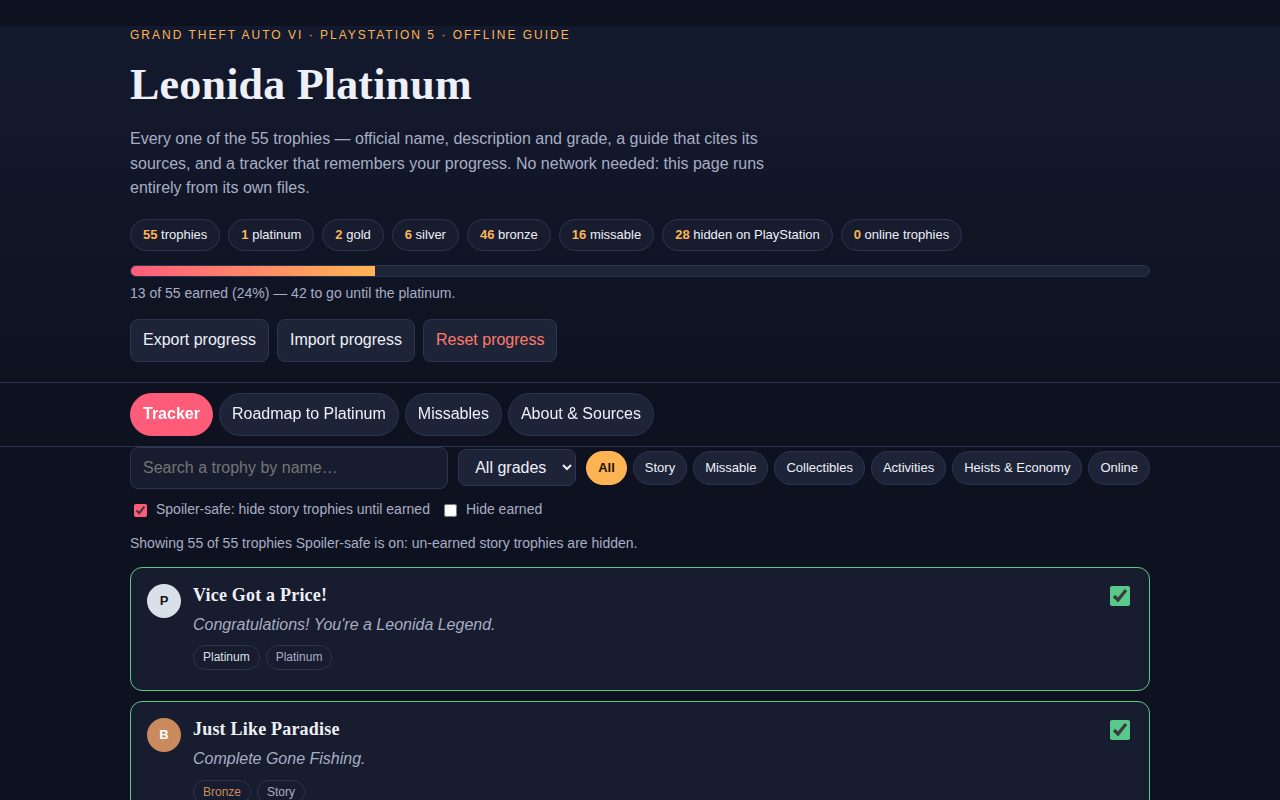 GRAND THEFT AUTO VI · PLAYSTATION 5 · OFFLINE GUIDE
Leonida Platinum
Every one of the 55 trophies — official name, description and grade, a guide that cites its
sources, and a tracker that remembers your progress. No network needed: this page runs
entirely from its own files.
55 trophies 1 platinum 2 gold 6 silver 46 bronze 16 missable 28 hidden on PlayStation 0 online trophies
13 of 55 earned (24%) — 42 to go until the platinum.
Export progress Import progress Reset progress
Tracker Roadmap to Platinum Missables About & Sources
Search a trophy by name… All grades All Story Missable Collectibles Activities Heists & Economy Online
Spoiler-safe: hide story trophies until earned Hide earned
Showing 55 of 55 trophies Spoiler-safe is on: un-earned story trophies are hidden.
P Vice Got a Price!
Congratulations! You're a Leonida Legend.
Platinum Platinum
B Just Like Paradise
Complete Gone Fishing.
Bronze Story